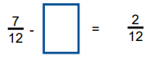 7/12 - = 2/12